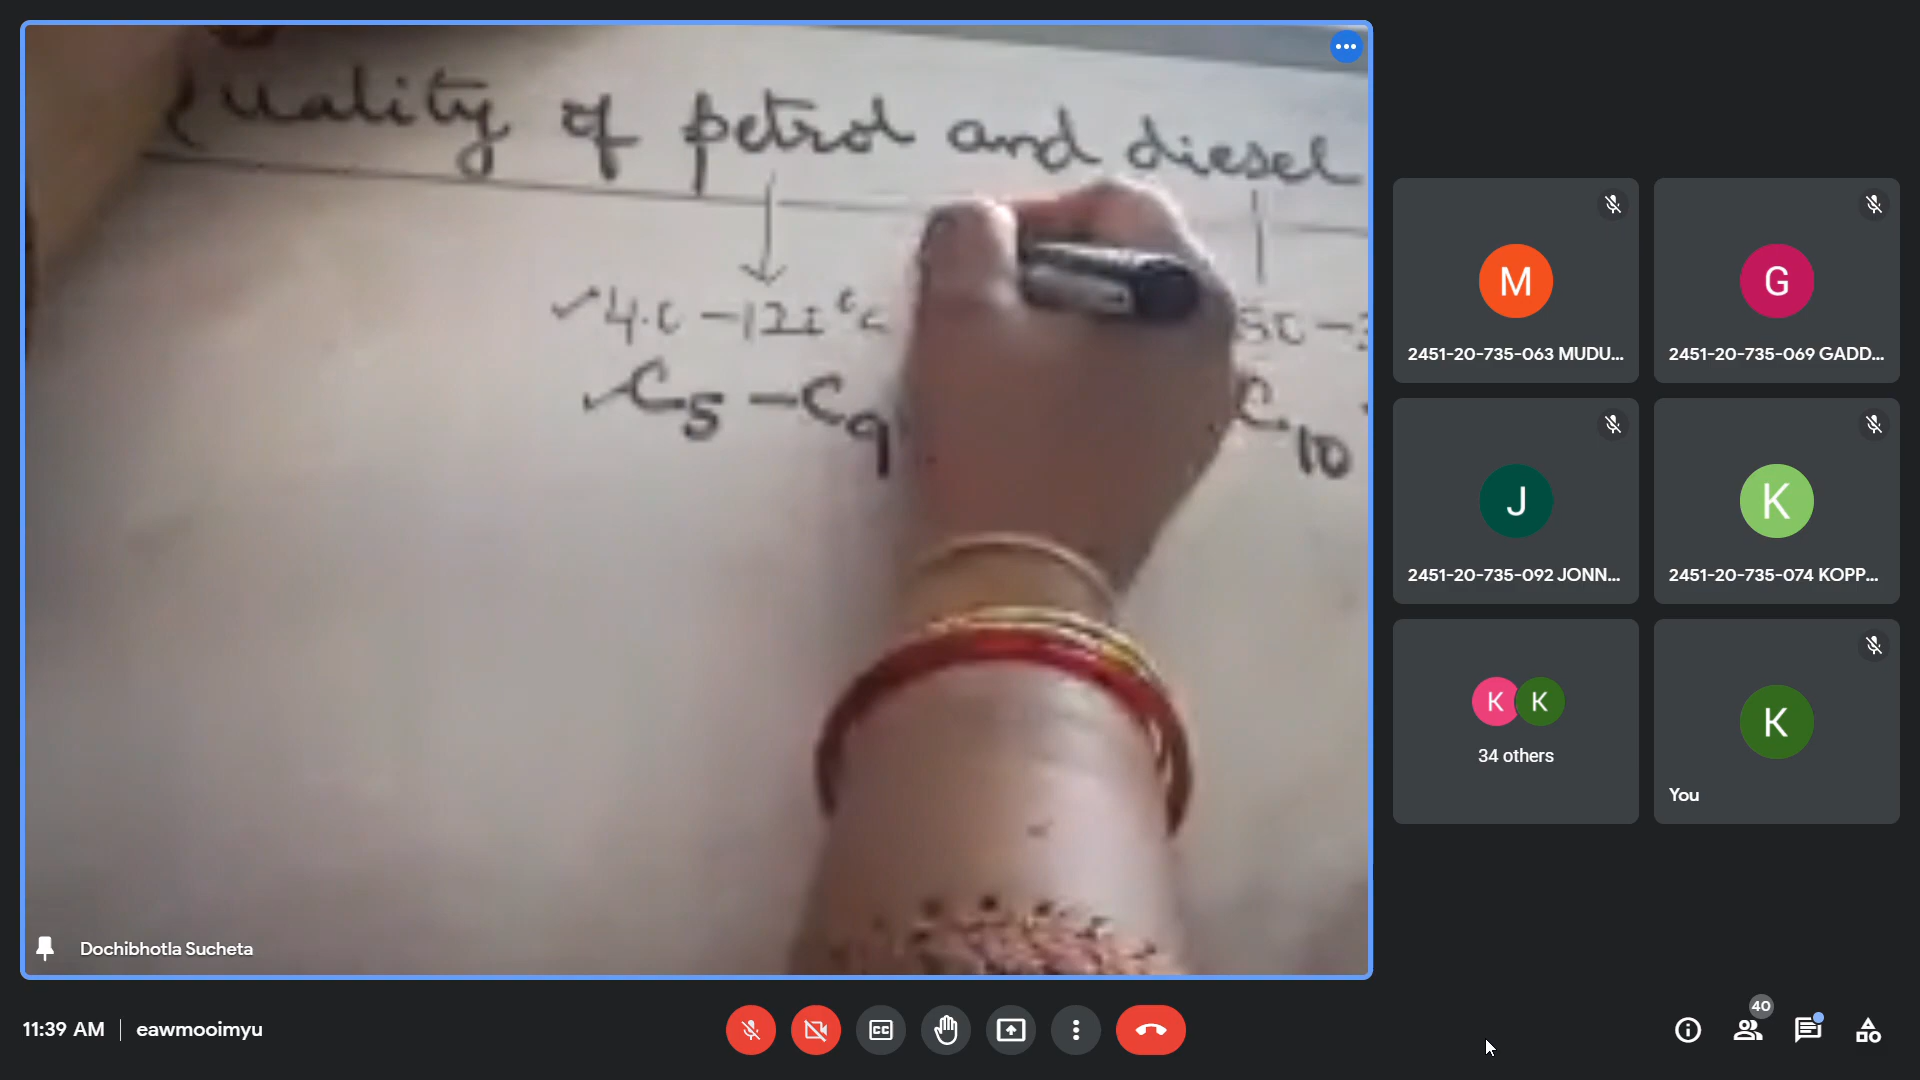 Quality of petrol and diesel
C5 - C9
C10
M
2451-20-735-063 MUDU...
G
2451-20-735-069 GADD...
J
2451-20-735-092 JONN...
K
2451-20-735-074 KOPP...
K K
34 others
K
You
Dochibhotla Sucheta
11:39 AM | eawmooimyu
CC
40